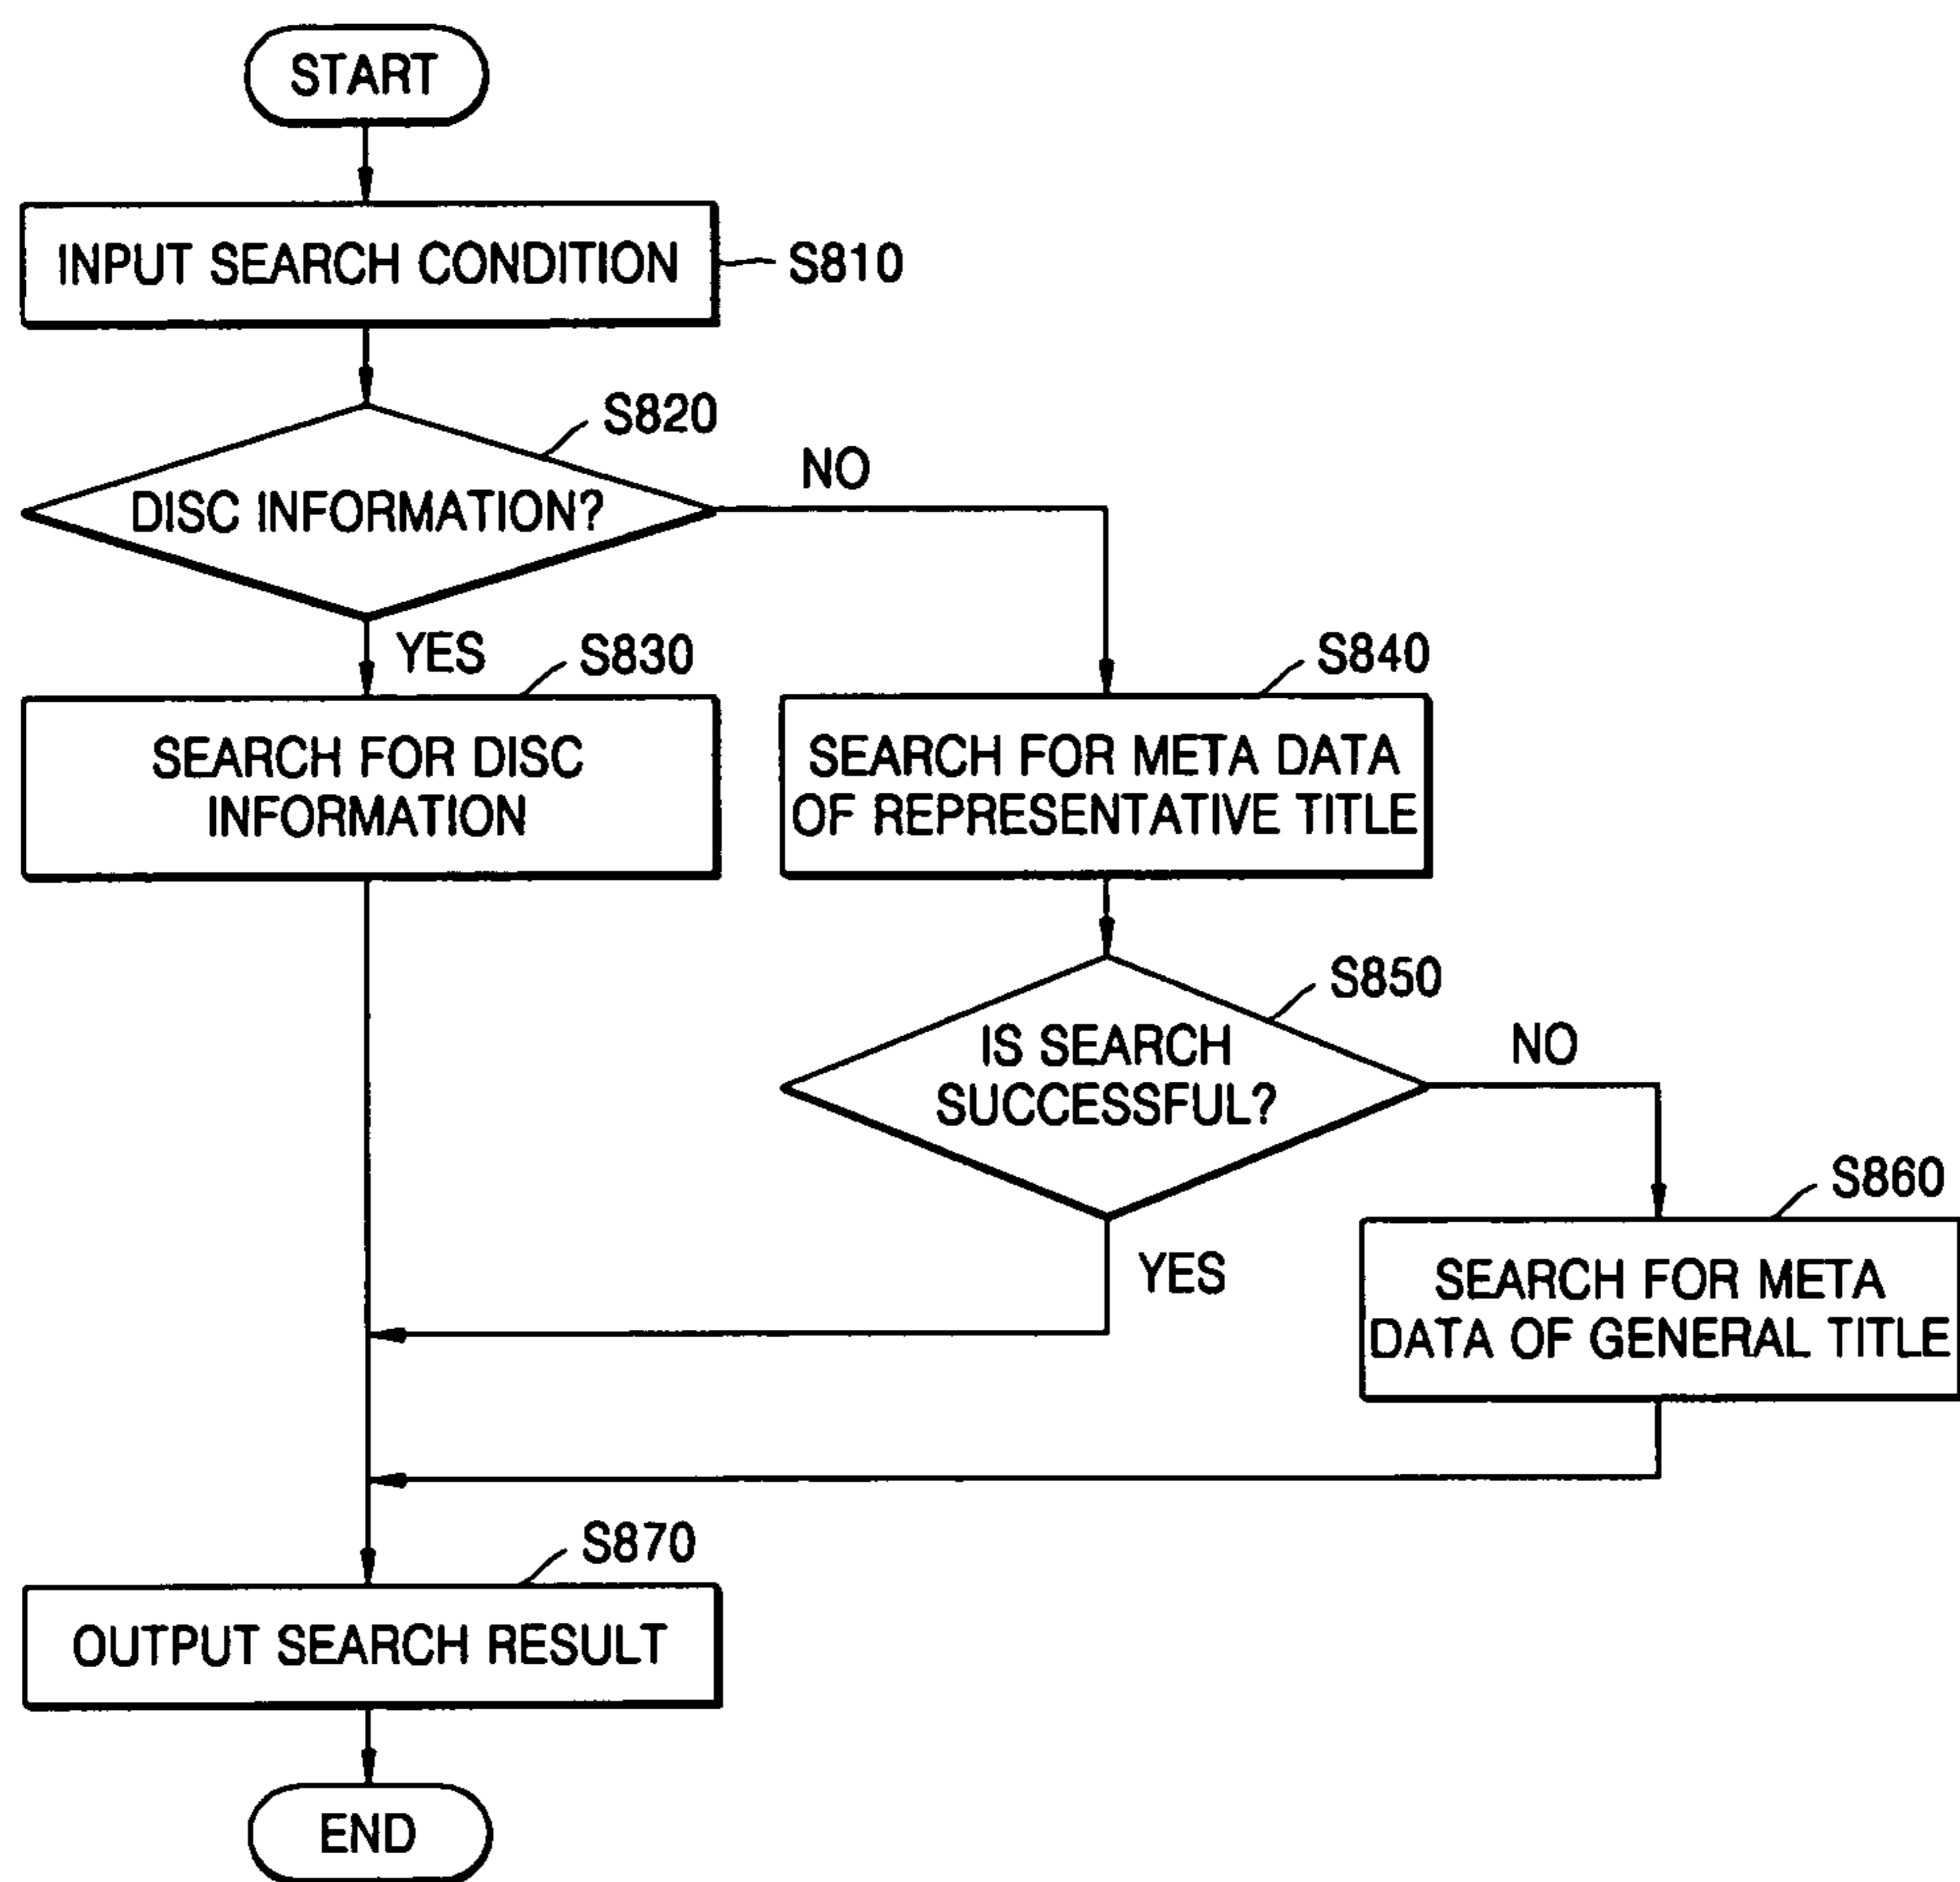 START
INPUT SEARCH CONDITION
S810
S820
DISC INFORMATION?
NO
YES
S830
SEARCH FOR DISC
INFORMATION
S840
SEARCH FOR META DATA
OF REPRESENTATIVE TITLE
S850
IS SEARCH
SUCCESSFUL?
NO
YES
S860
SEARCH FOR META
DATA OF GENERAL TITLE
S870
OUTPUT SEARCH RESULT
END